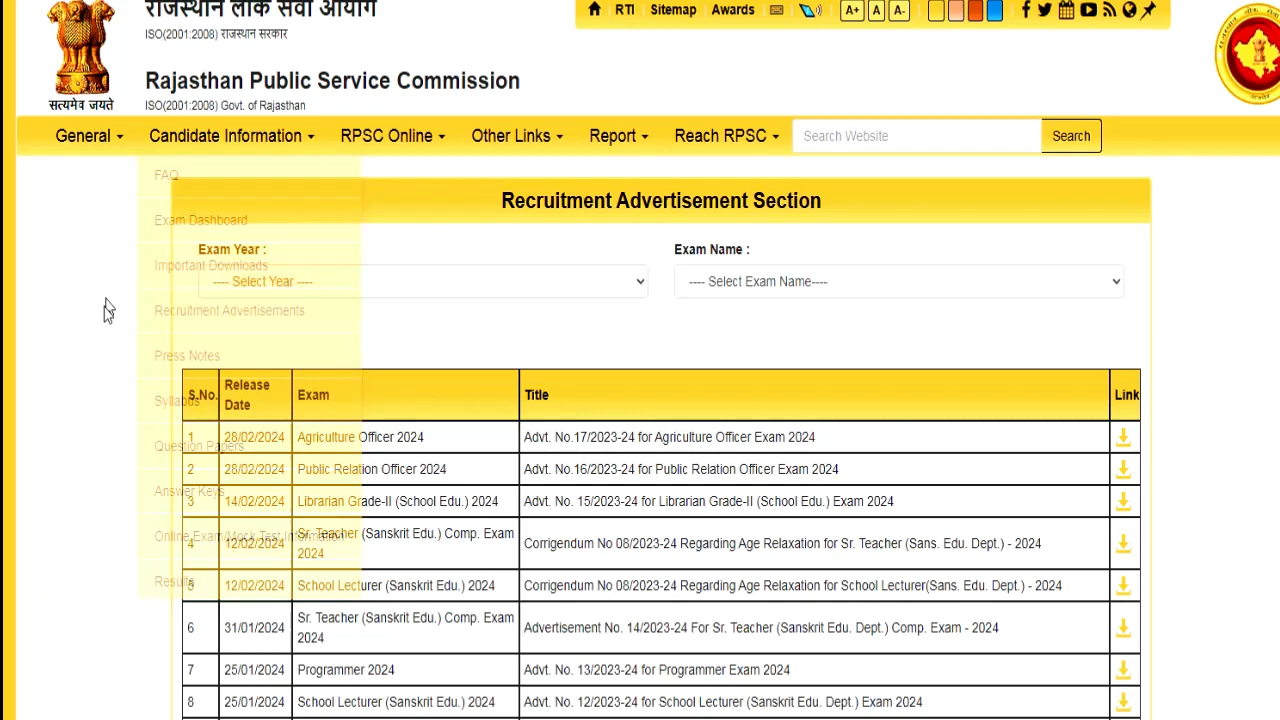 राजस्थान लोक सेवा आयोग
ISO(2001:2008) राजस्थान सरकार
RTI Sitemap Awards A+ A A-
सत्यमेव जयते
Rajasthan Public Service Commission
ISO(2001:2008) Govt. of Rajasthan
General Candidate Information RPSC Online Other Links Report Reach RPSC Search Website Search
FAQ
Recruitment Advertisement Section
Exam Dashboard
Exam Year : Exam Name :
Important Downloads
---- Select Year ---- ---- Select Exam Name----
Recruitment Advertisements
Press Notes
S.No. Release Date Exam Title Link
Syllabus
1 28/02/2024 Agriculture Officer 2024 Advt. No.17/2023-24 for Agriculture Officer Exam 2024
Question Papers
2 28/02/2024 Public Relation Officer 2024 Advt. No.16/2023-24 for Public Relation Officer Exam 2024
Answer Keys
3 14/02/2024 Librarian Grade-II (School Edu.) 2024 Advt. No. 15/2023-24 for Librarian Grade-II (School Edu.) Exam 2024
Online Exam/Mock Test Information
4 12/02/2024 Sr. Teacher (Sanskrit Edu.) Comp. Exam 2024 Corrigendum No 08/2023-24 Regarding Age Relaxation for Sr. Teacher (Sans. Edu. Dept.) - 2024
Results
5 12/02/2024 School Lecturer (Sanskrit Edu.) 2024 Corrigendum No 08/2023-24 Regarding Age Relaxation for School Lecturer(Sans. Edu. Dept.) - 2024
6 31/01/2024 Sr. Teacher (Sanskrit Edu.) Comp. Exam 2024 Advertisement No. 14/2023-24 For Sr. Teacher (Sanskrit Edu. Dept.) Comp. Exam - 2024
7 25/01/2024 Programmer 2024 Advt. No. 13/2023-24 for Programmer Exam 2024
8 25/01/2024 School Lecturer (Sanskrit Edu.) 2024 Advt. No. 12/2023-24 for School Lecturer (Sanskrit Edu. Dept.) Exam 2024